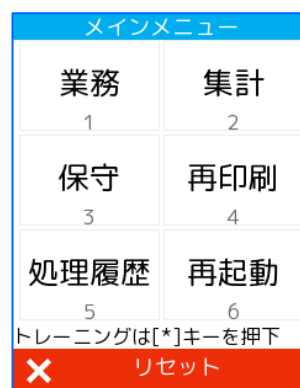 メインメニュー
業務 集計
1 2
保守 再印刷
3 4
処理履歴 再起動
5 6
トレーニングは[*]キーを押下
リセット